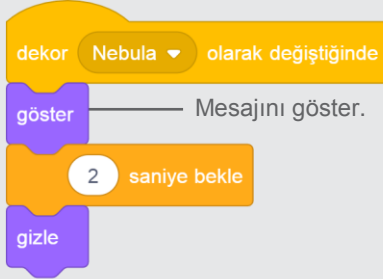 dekor Nebula olarak değiştiğinde
göster Mesajını göster.
2 saniye bekle
gizle